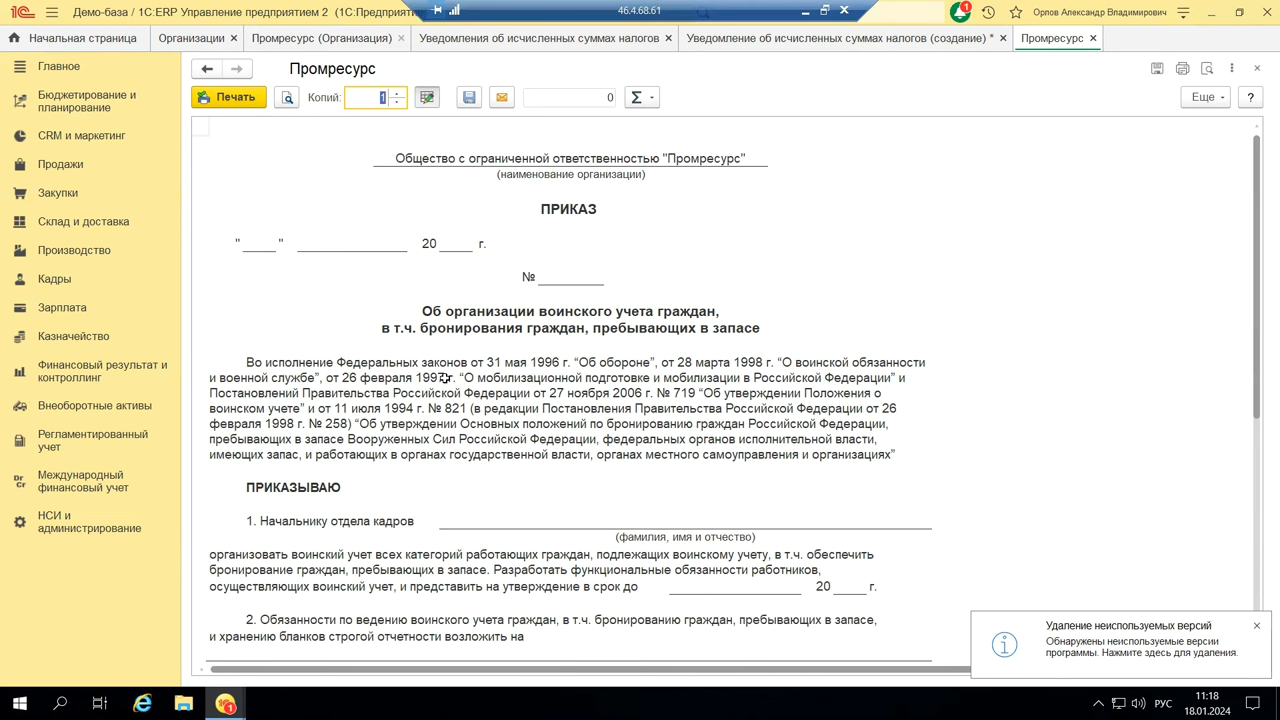 Демо-база / 1С:ERP Управление предприятием 2 (1С:Предприятие
46.4.68.61
1
Орлов Александр Владимирович
Начальная страница
Организации
Промресурс (Организация)
Уведомления об исчисленных суммах налогов
Уведомление об исчисленных суммах налогов (создание) *
Промресурс
Главное
Бюджетирование и
планирование
CRM и маркетинг
Продажи
Закупки
Склад и доставка
Производство
Кадры
Зарплата
Казначейство
Финансовый результат и
контроллинг
Внеоборотные активы
Регламентированный
учет
Международный
финансовый учет
НСИ и
администрирование
Промресурс
Печать
Копий:
1
0
Σ
Еще
?
Общество с ограниченной ответственностью "Промресурс"
(наименование организации)
ПРИКАЗ
" _____ " ________________ 20 _____ г.
№ __________
Об организации воинского учета граждан,
в т.ч. бронирования граждан, пребывающих в запасе
Во исполнение Федеральных законов от 31 мая 1996 г. “Об обороне”, от 28 марта 1998 г. “О воинской обязанности
и военной службе”, от 26 февраля 1997 г. “О мобилизационной подготовке и мобилизации в Российской Федерации” и
Постановлений Правительства Российской Федерации от 27 ноября 2006 г. № 719 “Об утверждении Положения о
воинском учете” и от 11 июля 1994 г. № 821 (в редакции Постановления Правительства Российской Федерации от 26
февраля 1998 г. № 258) “Об утверждении Основных положений по бронированию граждан Российской Федерации,
пребывающих в запасе Вооруженных Сил Российской Федерации, федеральных органов исполнительной власти,
имеющих запас, и работающих в органах государственной власти, органах местного самоуправления и организациях”
ПРИКАЗЫВАЮ
1. Начальнику отдела кадров
(фамилия, имя и отчество)
организовать воинский учет всех категорий работающих граждан, подлежащих воинскому учету, в т.ч. обеспечить
бронирование граждан, пребывающих в запасе. Разработать функциональные обязанности работников,
осуществляющих воинский учет, и представить на утверждение в срок до ____________________ 20 _____ г.
2. Обязанности по ведению воинского учета граждан, в т.ч. бронированию граждан, пребывающих в запасе,
и хранению бланков строгой отчетности возложить на
Удаление неиспользуемых версий
Обнаружены неиспользуемые версии
программы. Нажмите здесь для удаления.
1
РУС
11:18
18.01.2024